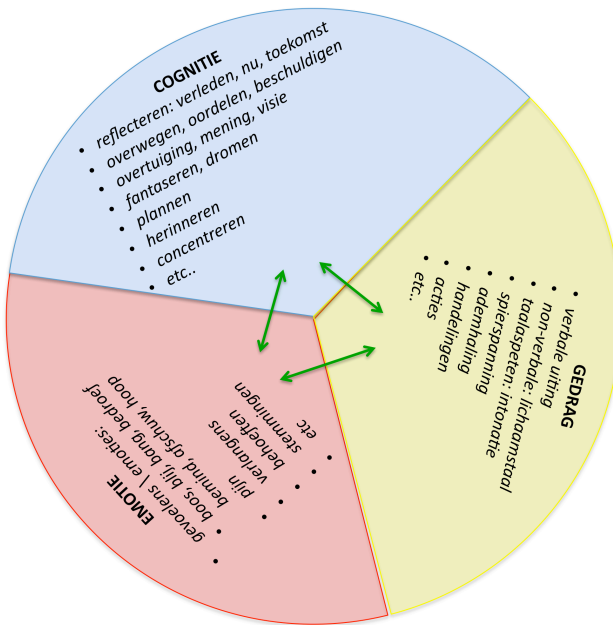 COGNITIE
• reflecteren: verleden, nu, toekomst
• overwegen, oordelen, beschuldigen
• overtuiging, mening, visie
• fantaseren, dromen
• plannen
• herinneren
• concentreren
• etc..
GEDRAG
• verbale uiting
• non-verbale: lichaamstaal
• taalaspeten: intonatie
• spierspanning
• ademhaling
• handelingen
• acties
• etc..
EMOTIE
• gevoelens | emoties:
• boos, blij, bang, bedroef
bemind, afschuw, hoop
• pijn
• verlangens
• behoeften
• stemmingen
• etc